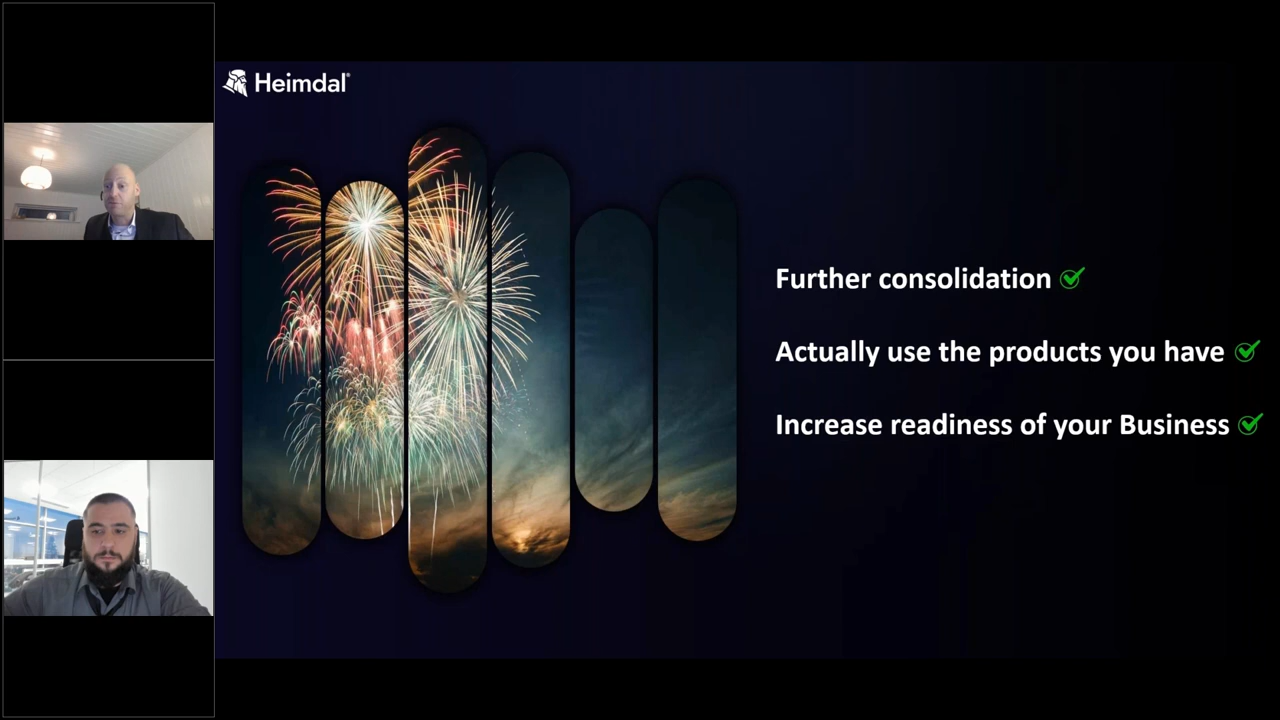 Heimdal®
Further consolidation
Actually use the products you have
Increase readiness of your Business